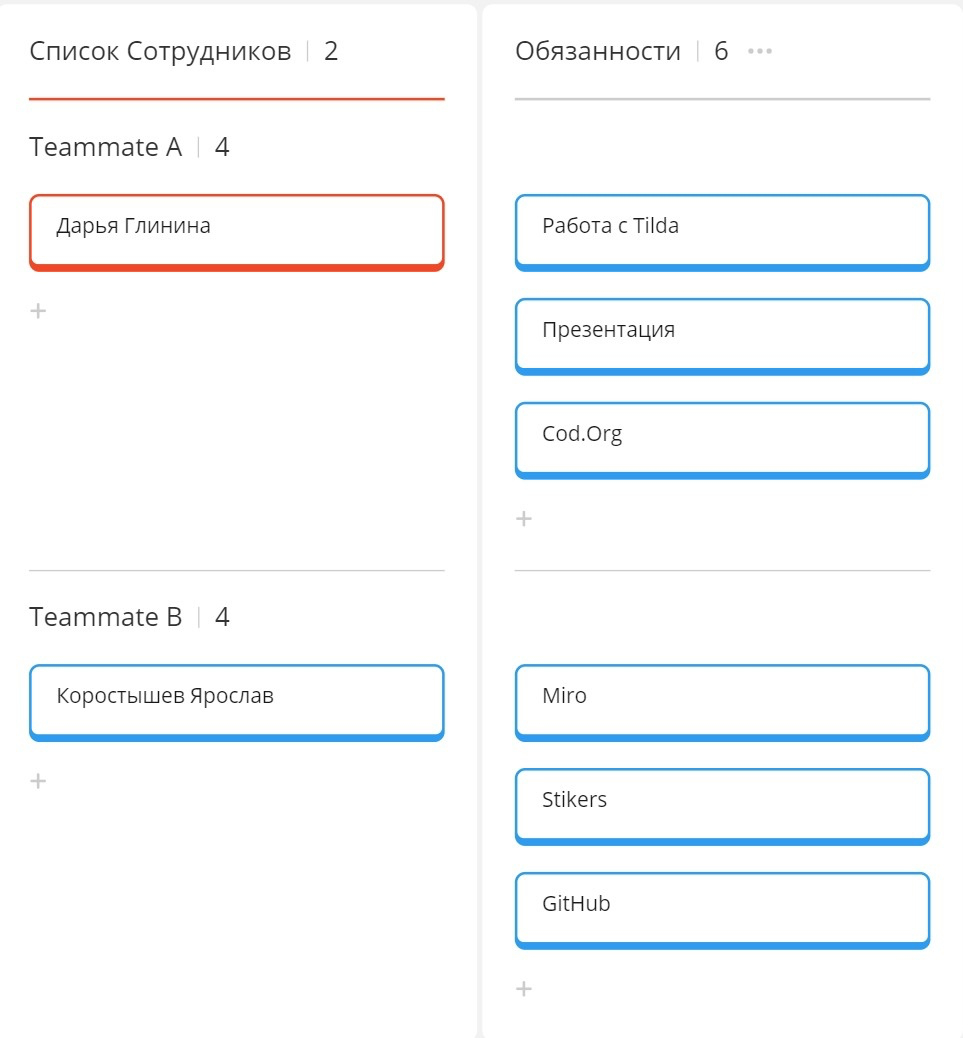 Список Сотрудников | 2
Обязанности | 6 •••
Teammate A | 4
Дарья Глинина
Работа с Tilda
Презентация
Cod.Org
Teammate B | 4
Коростышев Ярослав
Miro
Stikers
GitHub